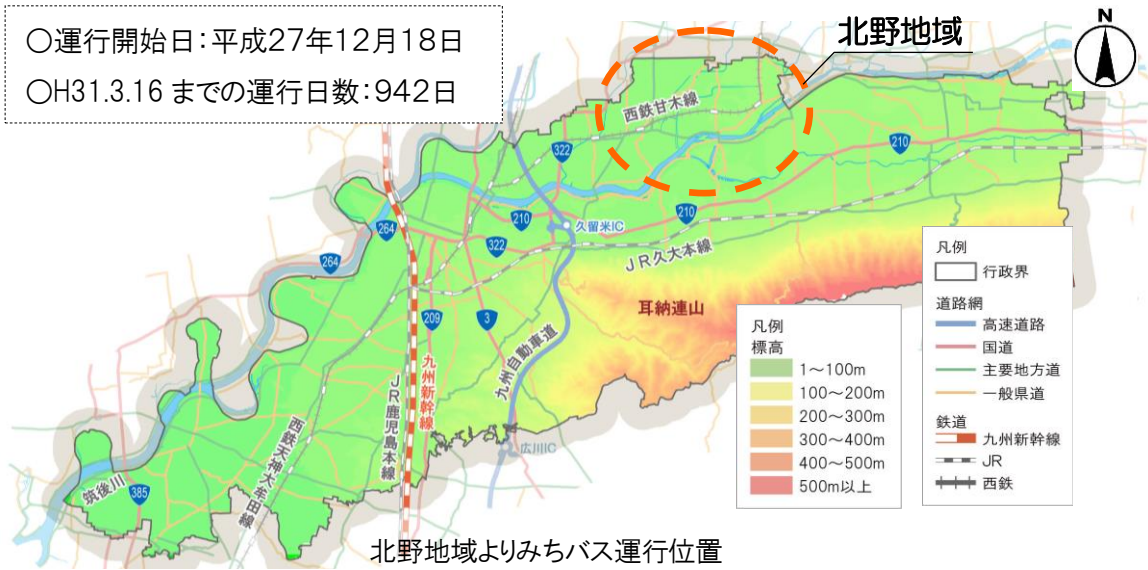 ○運行開始日:平成27年12月18日
○H31.3.16 までの運行日数:942日
北野地域
N
西鉄甘木線
322
210
210
久留米IC
210
322
264
264
JR久大本線
耳納連山
209
3
九州自動車道
九州新幹線
JR鹿児島本線
西鉄天神大牟田線
広川IC
筑後川
385
凡例
標高
1~100m
100~200m
200~300m
300~400m
400~500m
500m以上
凡例
行政界
道路網
高速道路
国道
主要地方道
一般県道
鉄道
九州新幹線
JR
西鉄
北野地域よりみちバス運行位置